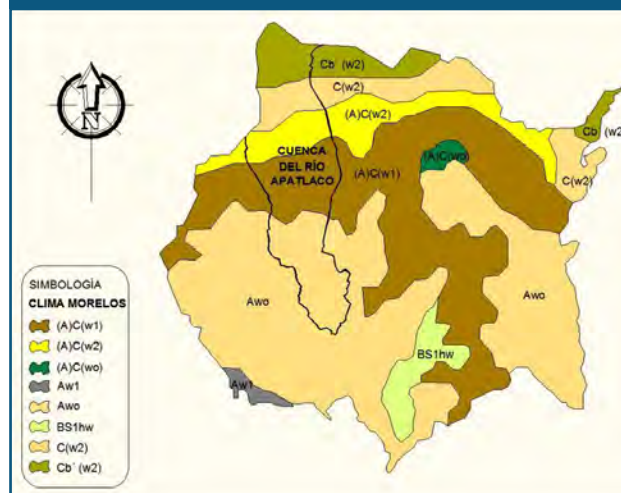 N
Cb´ (w2)
C(w2)
(A)C(w2)
Cb (w2
CUENCA
DEL RÍO
APATLACO
(A)C(wo)
C(w2)
(A)C(w1)
Awo
Awo
BS1hw
Aw1
SIMBOLOGÍA
CLIMA MORELOS
(A)C(w1)
(A)C(w2)
(A)C(wo)
Aw1
Awo
BS1hw
C(w2)
Cb´ (w2)